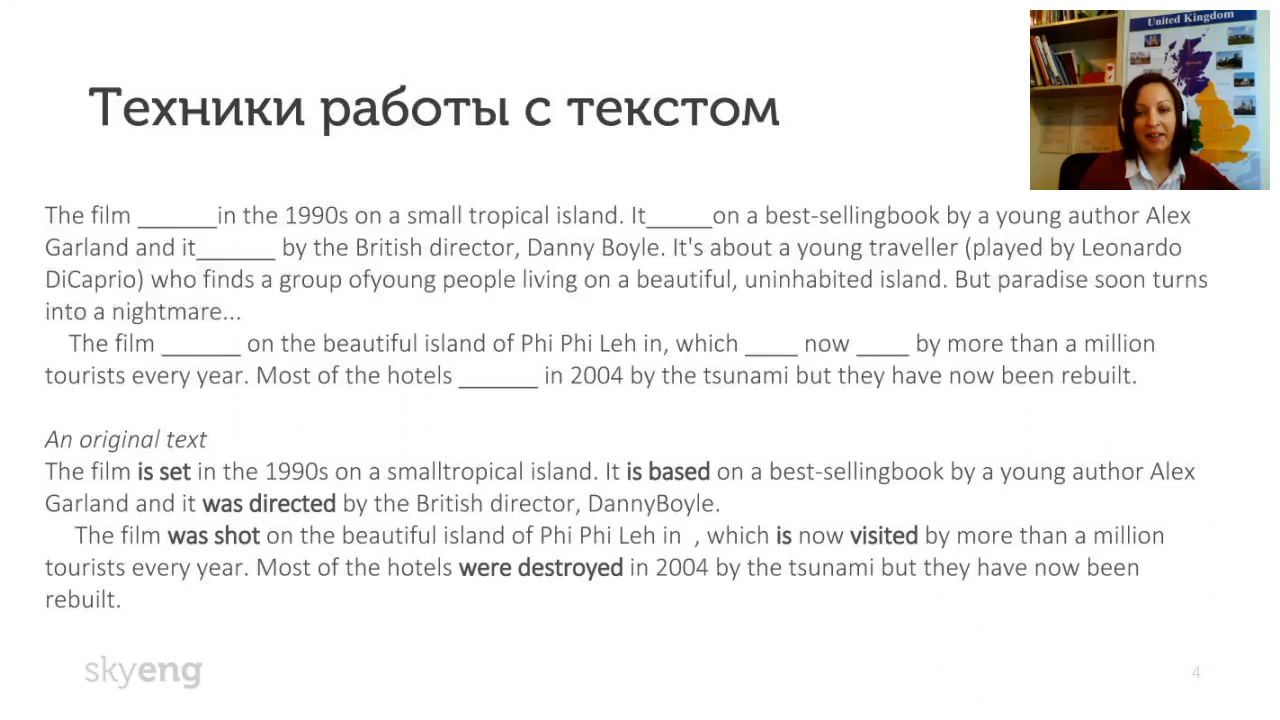 United Kingdom
Техники работы с текстом
The film ______in the 1990s on a small tropical island. It_____on a best-sellingbook by a young author Alex
Garland and it______ by the British director, Danny Boyle. It's about a young traveller (played by Leonardo
DiCaprio) who finds a group ofyoung people living on a beautiful, uninhabited island. But paradise soon turns
into a nightmare...
The film ______ on the beautiful island of Phi Phi Leh in, which ____ now ____ by more than a million
tourists every year. Most of the hotels ______ in 2004 by the tsunami but they have now been rebuilt.
An original text
The film is set in the 1990s on a smalltropical island. It is based on a best-sellingbook by a young author Alex
Garland and it was directed by the British director, DannyBoyle.
The film was shot on the beautiful island of Phi Phi Leh in , which is now visited by more than a million
tourists every year. Most of the hotels were destroyed in 2004 by the tsunami but they have now been
rebuilt.
skyeng
4